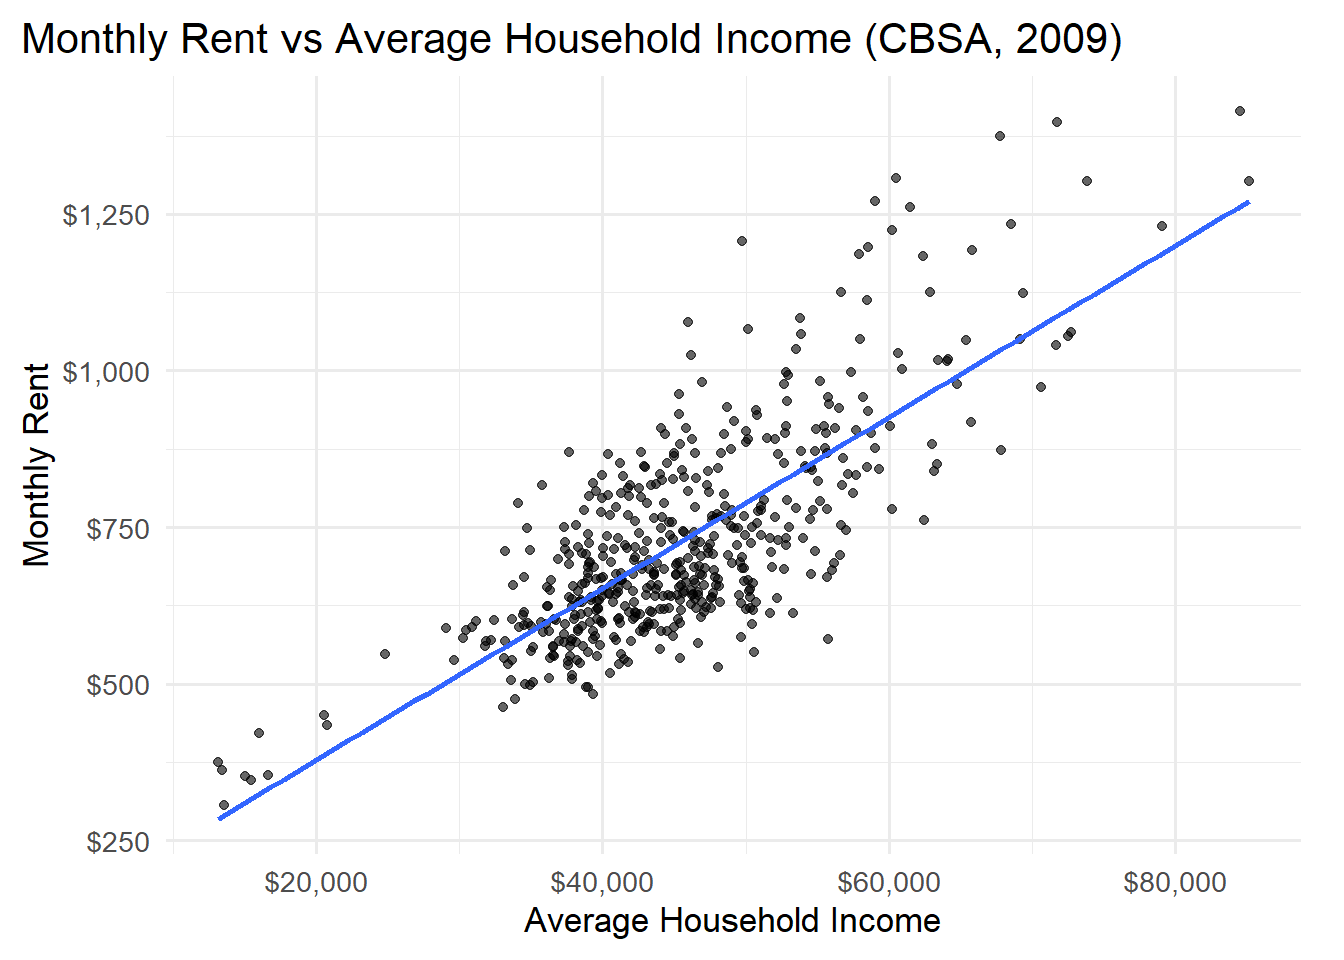 Monthly Rent vs Average Household Income (CBSA, 2009)
Monthly Rent
$1,250
$1,000
$750
$500
$250
$20,000 $40,000 $60,000 $80,000
Average Household Income